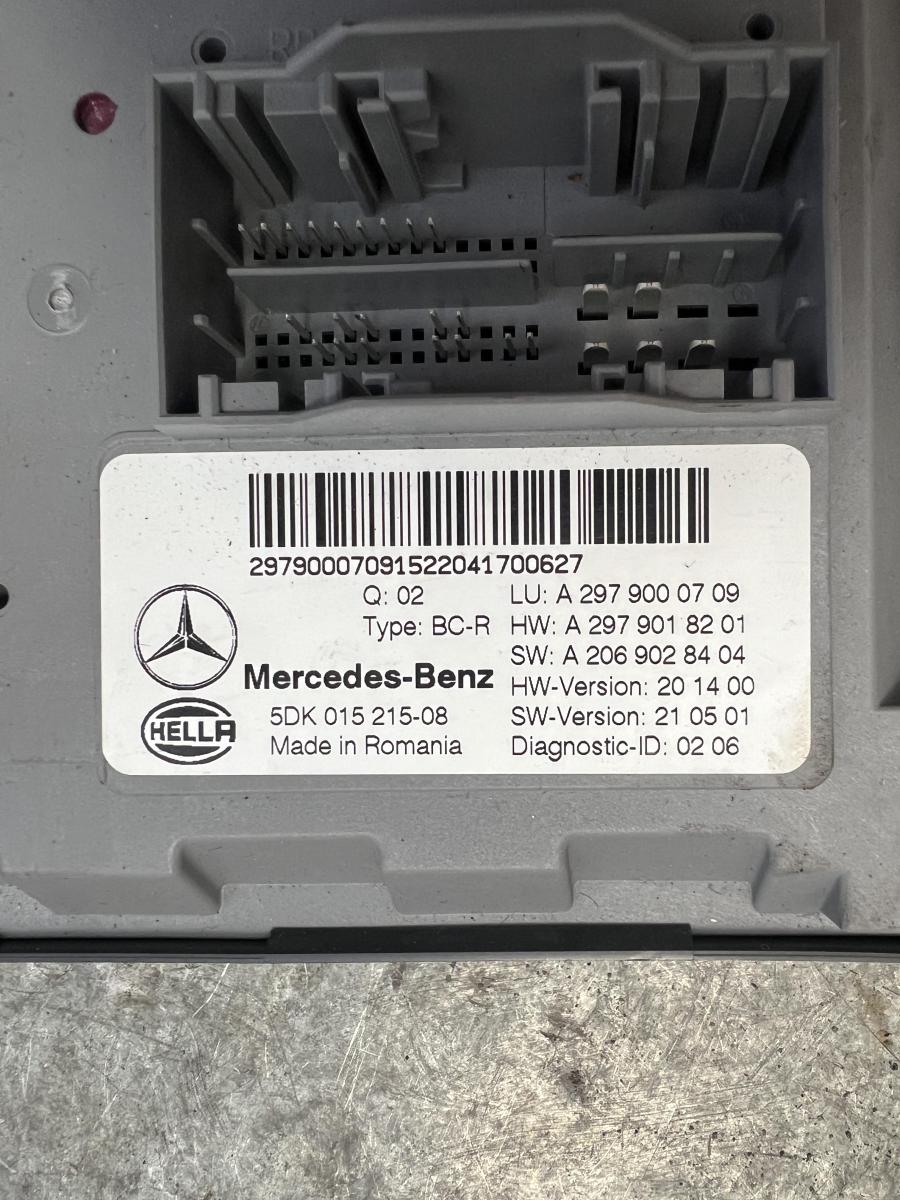 29790007091522041700627
Q: 02 LU: A 297 900 07 09
Type: BC-R HW: A 297 901 82 01
SW: A 206 902 84 04
Mercedes-Benz HW-Version: 20 14 00
HELLA 5DK 015 215-08 SW-Version: 21 05 01
Made in Romania Diagnostic-ID: 02 06